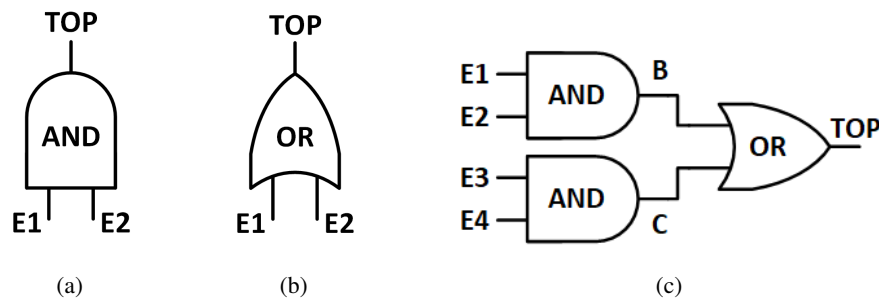 TOP
AND
E1 E2
(a)
TOP
OR
E1 E2
(b)
E1
E2
AND
B
E3
E4
AND
C
OR
TOP
(c)